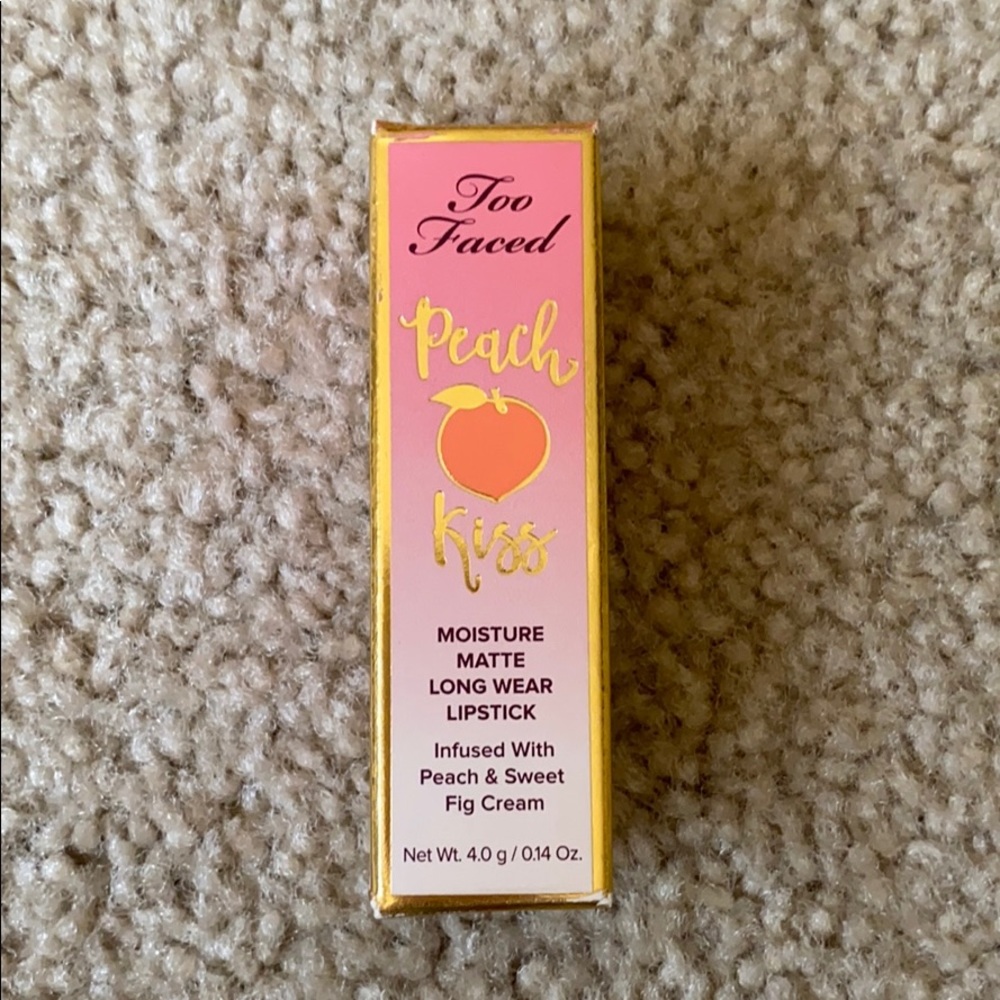 Too
Faced
Peach
Kiss
MOISTURE
MATTE
LONG WEAR
LIPSTICK
Infused With
Peach & Sweet
Fig Cream
Net Wt. 4.0 g / 0.14 Oz.